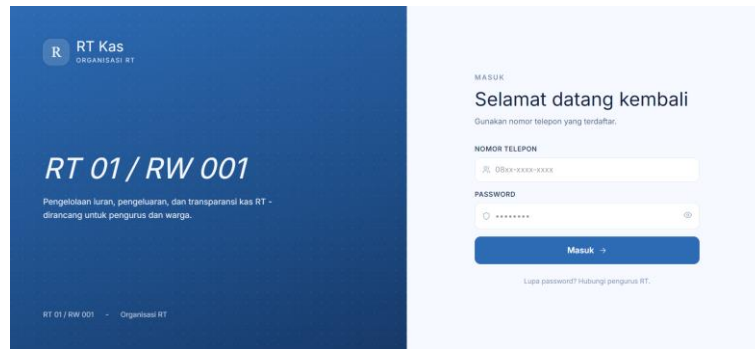 R
RT Kas
ORGANISASI RT
RT 01 / RW 001
Pengelolaan iuran, pengeluaran, dan transparansi kas RT -
dirancang untuk pengurus dan warga.
RT 01 / RW 001 - Organisasi RT
MASUK
Selamat datang kembali
Gunakan nomor telepon yang terdaftar.
NOMOR TELEPON
08xx-xxxx-xxxx
PASSWORD
••••••••
Masuk →
Lupa password? Hubungi pengurus RT.